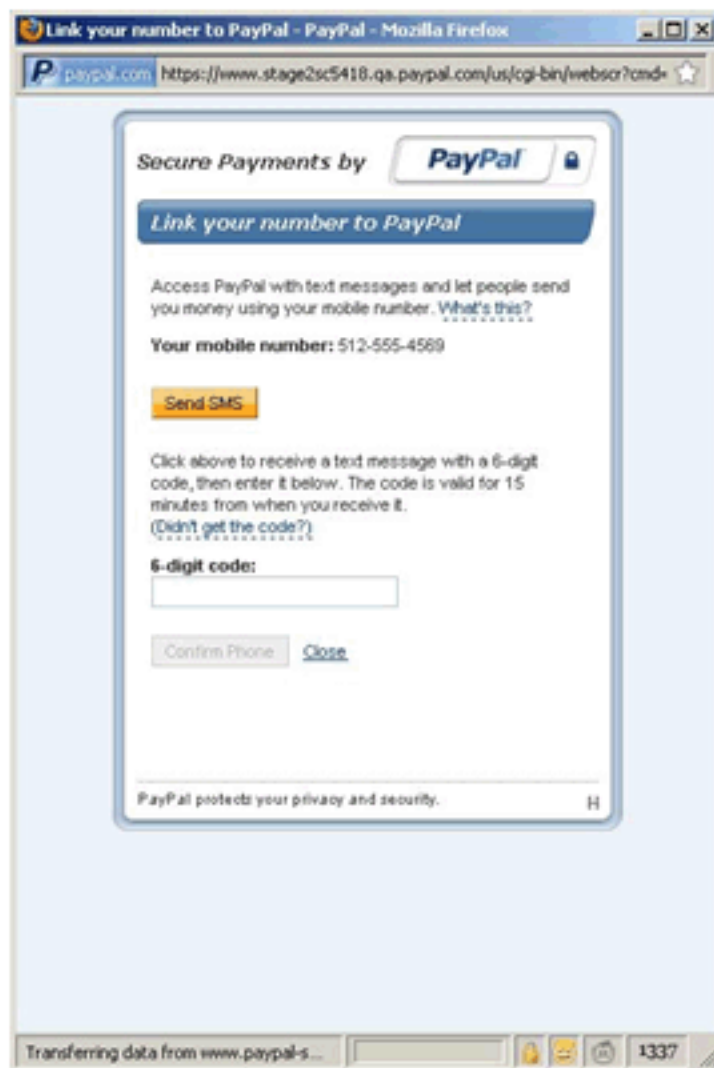 Link your number to PayPal - PayPal - Mozilla Firefox
paypal.com https://www.stage2sc5418.qa.paypal.com/us/cgi-bin/webscr?cmd=
Secure Payments by PayPal
Link your number to PayPal
Access PayPal with text messages and let people send
you money using your mobile number. What's this?
Your mobile number: 512-555-4569
Send SMS
Click above to receive a text message with a 6-digit
code, then enter it below. The code is valid for 15
minutes from when you receive it.
(Didn't get the code?)
6-digit code:
Confirm Phone Close
PayPal protects your privacy and security. H
Transferring data from www.paypal-s... 1337